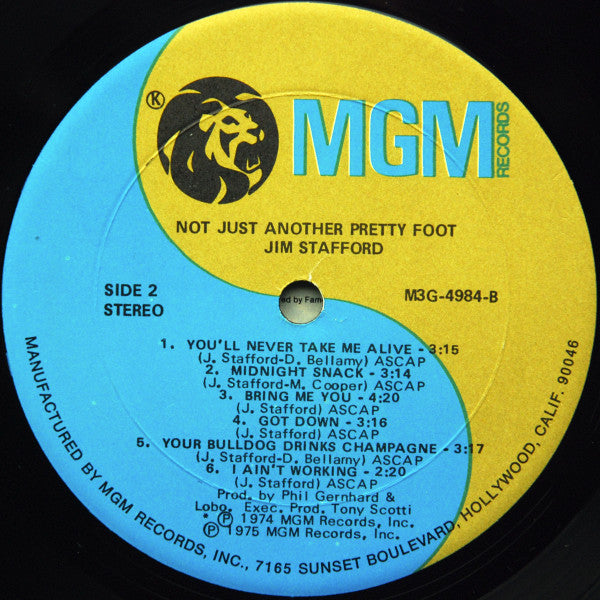 Ⓚ
MGM
RECORDS
NOT JUST ANOTHER PRETTY FOOT
JIM STAFFORD
SIDE 2
STEREO
ed by Fam
M3G-4984-B
1. YOU'LL NEVER TAKE ME ALIVE - 3:15
(J. Stafford-D. Bellamy) ASCAP
2. MIDNIGHT SNACK - 3:14
(J. Stafford-M. Cooper) ASCAP
3. BRING ME YOU - 4:20
(J. Stafford) ASCAP
4. GOT DOWN - 3:16
(J. Stafford) ASCAP
5. YOUR BULLDOG DRINKS CHAMPAGNE - 3:17
(J. Stafford-D. Bellamy) ASCAP
6. I AIN'T WORKING - 2:20
(J. Stafford) ASCAP
Prod. by Phil Gernhard &
Lobo. Exec. Prod. Tony Scotti
* Ⓟ 1974 MGM Records, Inc.
Ⓟ 1975 MGM Records, Inc.
MANUFACTURED BY MGM RECORDS, INC., 7165 SUNSET BOULEVARD, HOLLYWOOD, CALIF. 90046